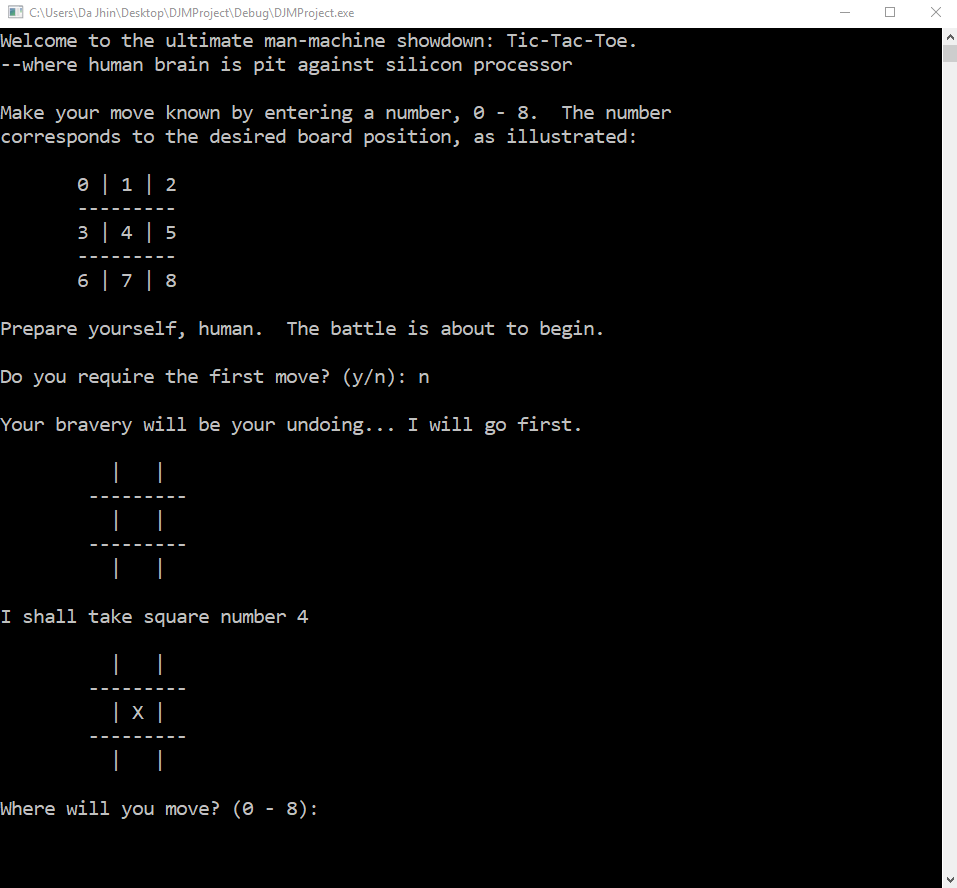 C:\Users\Da Jhin\Desktop\DJMProject\Debug\DJMProject.exe
Welcome to the ultimate man-machine showdown: Tic-Tac-Toe.
--where human brain is pit against silicon processor
Make your move known by entering a number, 0 - 8.  The number
corresponds to the desired board position, as illustrated:
0 | 1 | 2
---------
3 | 4 | 5
---------
6 | 7 | 8
Prepare yourself, human.  The battle is about to begin.
Do you require the first move? (y/n): n
Your bravery will be your undoing... I will go first.
|   |
---------
|   |
---------
|   |
I shall take square number 4
|   |
---------
| X |
---------
|   |
Where will you move? (0 - 8):